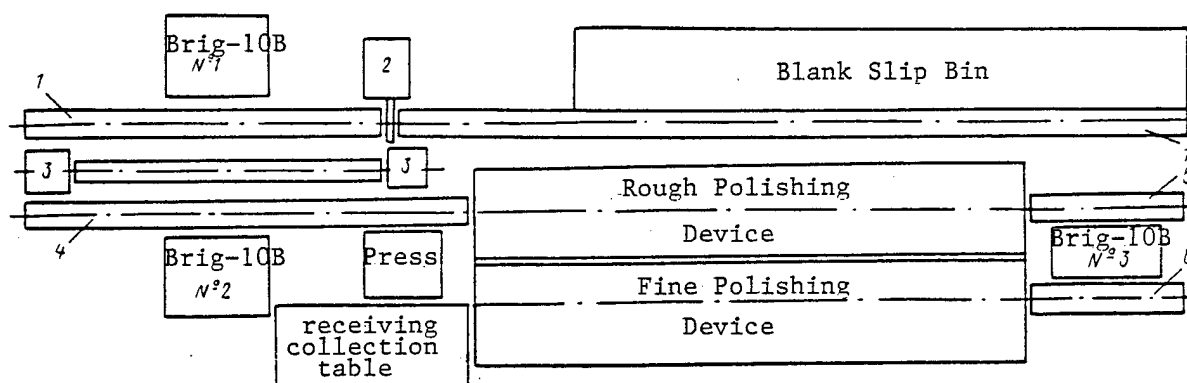 Brig-10B
№1
2
Blank Slip Bin
1
3
3
5
4
Rough Polishing
Device
Brig-10B
№2
Press
Brig-10B
№3
Fine Polishing
Device
receiving
collection
table